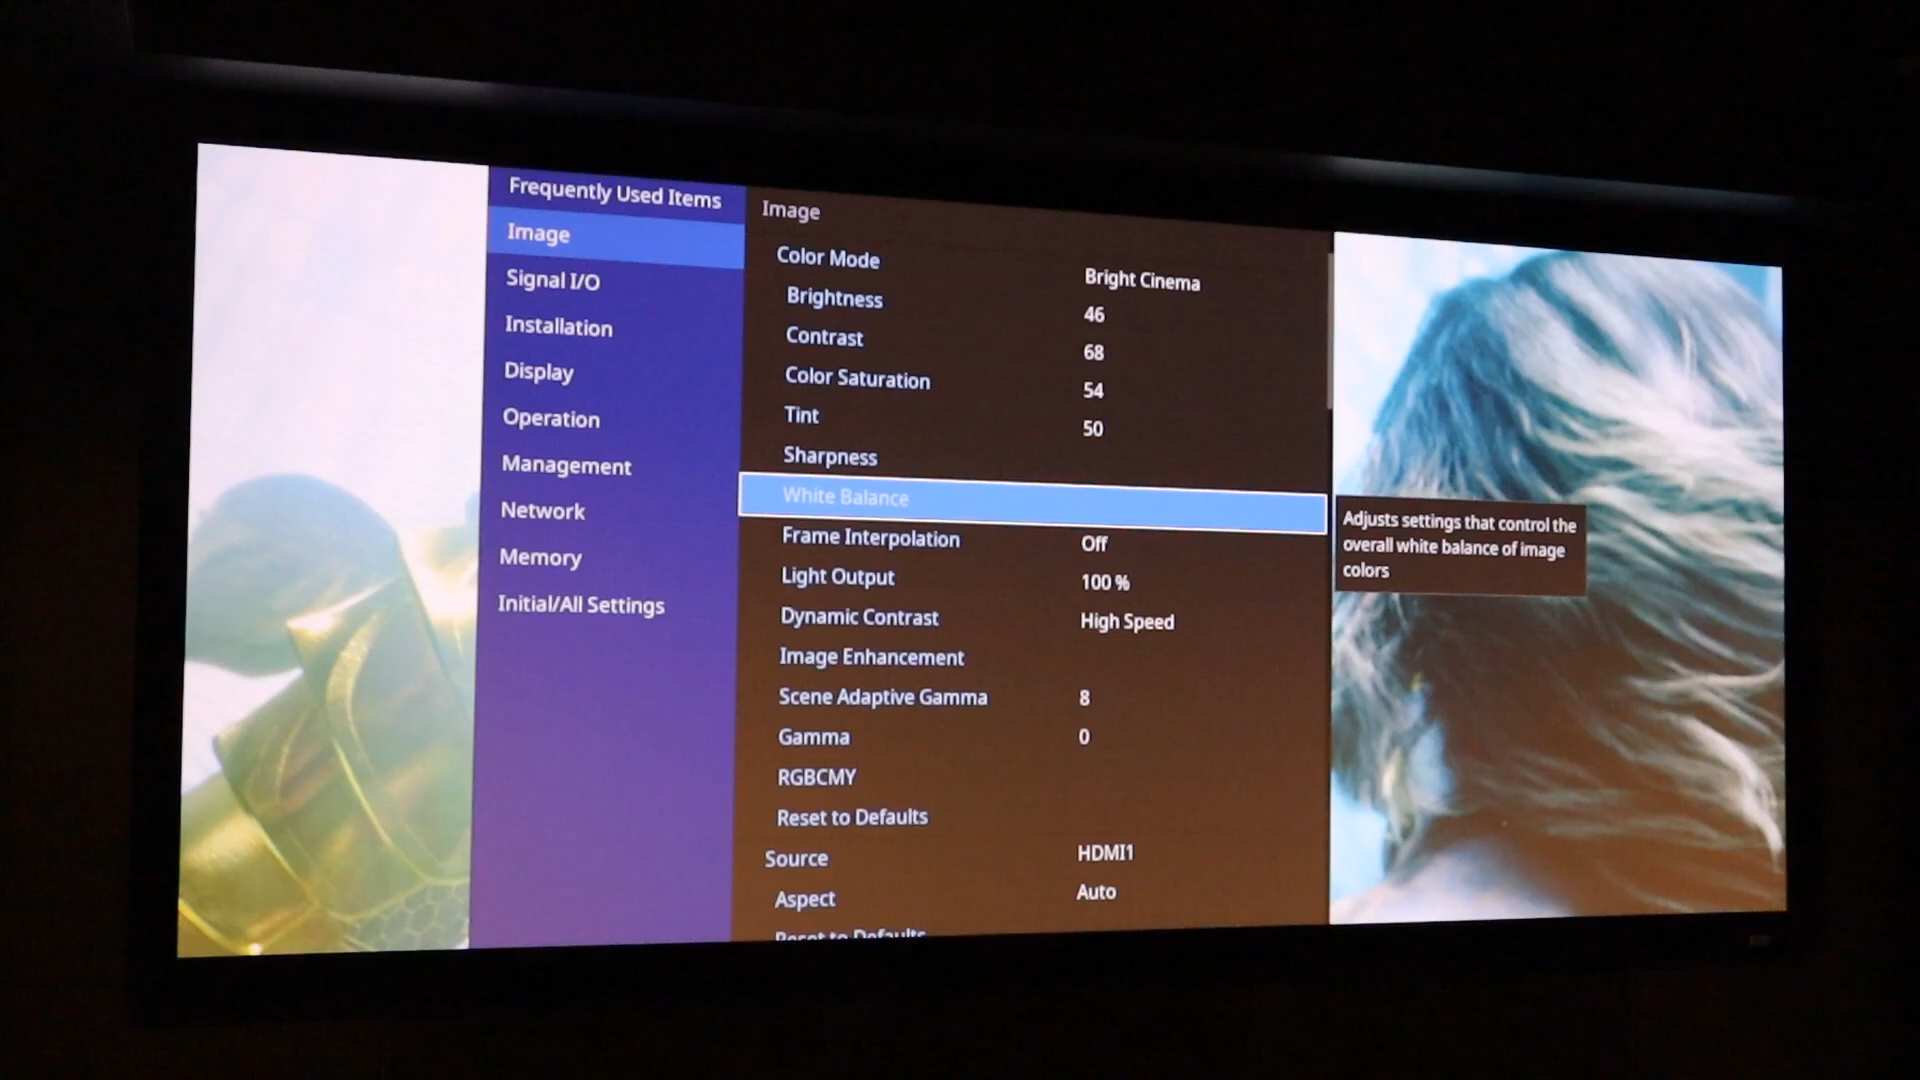 Frequently Used Items
Image
Signal I/O
Installation
Display
Operation
Management
Network
Memory
Initial/All Settings
Image
Color Mode Bright Cinema
Brightness 46
Contrast 68
Color Saturation 54
Tint 50
Sharpness
White Balance
Frame Interpolation Off
Light Output 100 %
Dynamic Contrast High Speed
Image Enhancement
Scene Adaptive Gamma 8
Gamma 0
RGBCMY
Reset to Defaults
Source HDMI1
Aspect Auto
Reset to Defaults
Adjusts settings that control the
overall white balance of image
colors